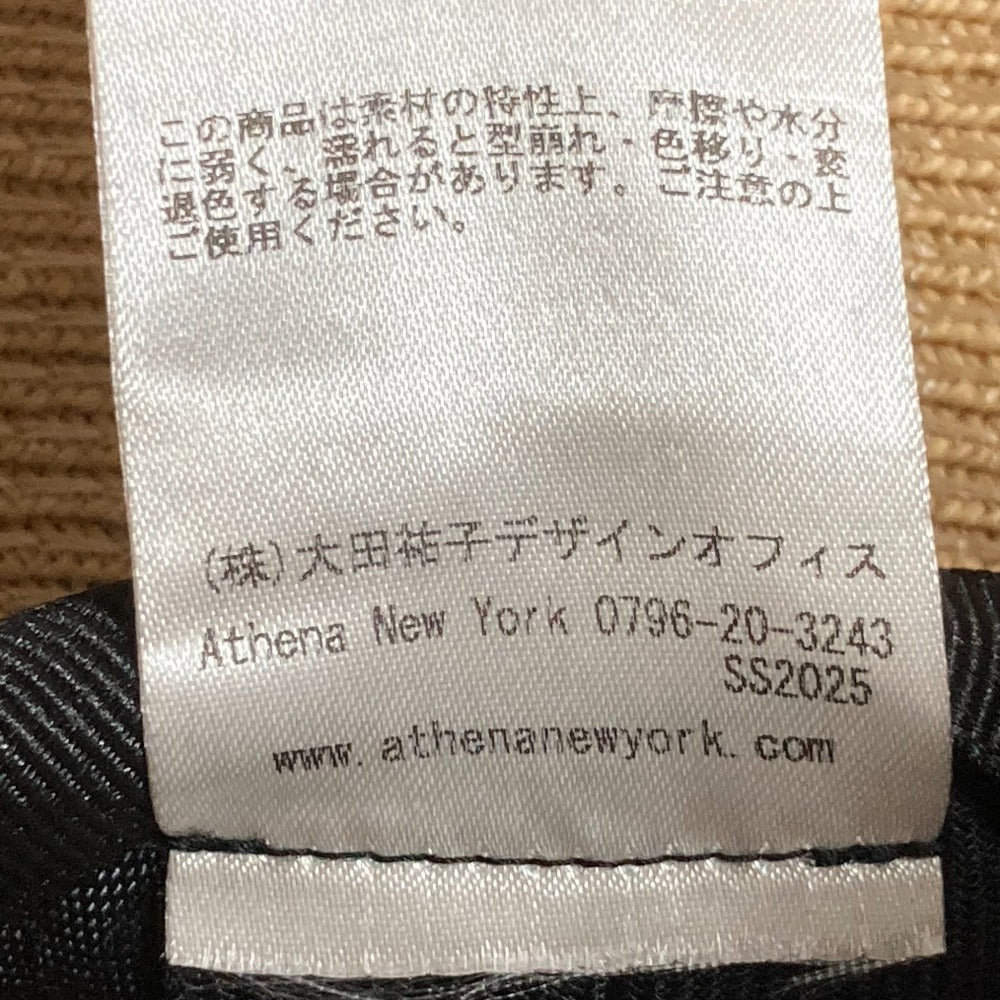 この商品は素材の特性上、摩擦や水分
に弱く、濡れると型崩れ・色移り・変
退色する場合があります。ご注意の上
ご使用ください。
(株)大田祐子デザインオフィス
Athena New York 0796-20-3243
SS2025
www.athenanewyork.com